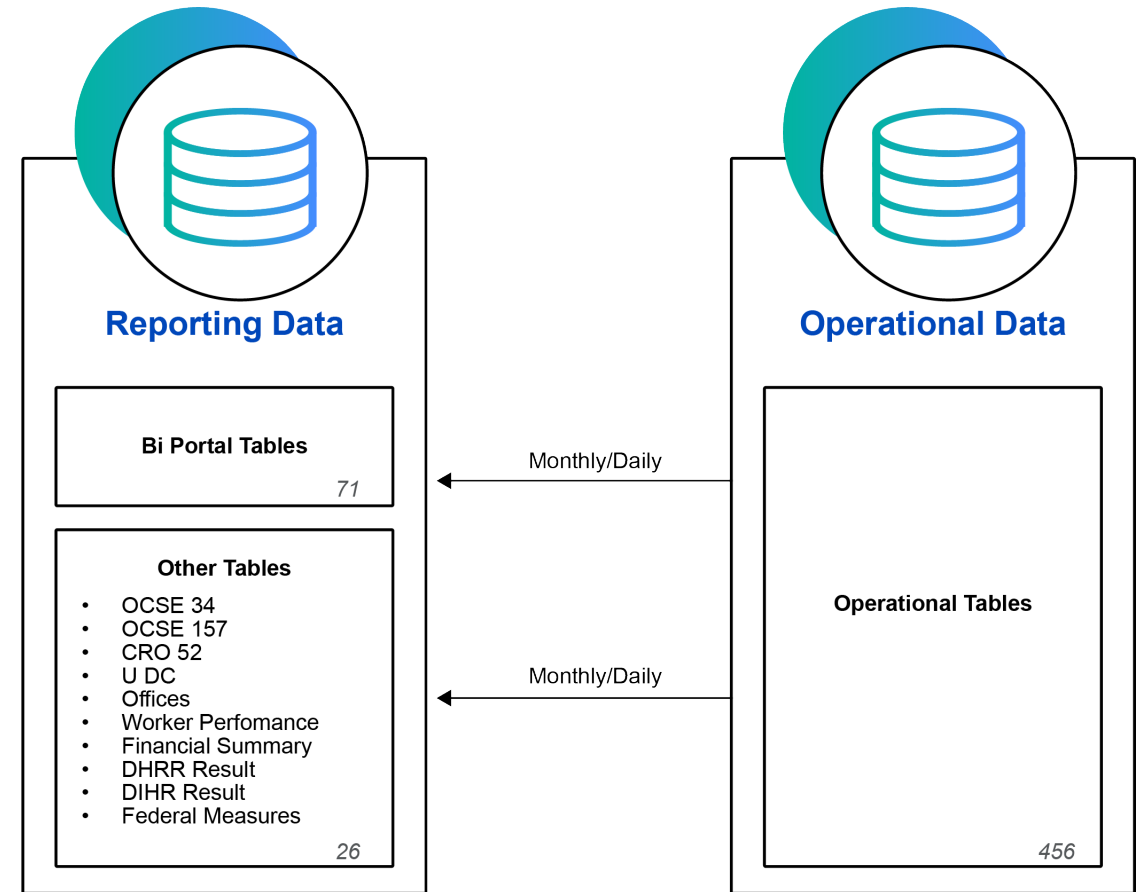 Reporting Data
Bi Portal Tables
71
Other Tables
• OCSE 34
• OCSE 157
• CRO 52
• U DC
• Offices
• Worker Perfomance
• Financial Summary
• DHRR Result
• DIHR Result
• Federal Measures
26
Monthly/Daily
Monthly/Daily
Operational Data
Operational Tables
456